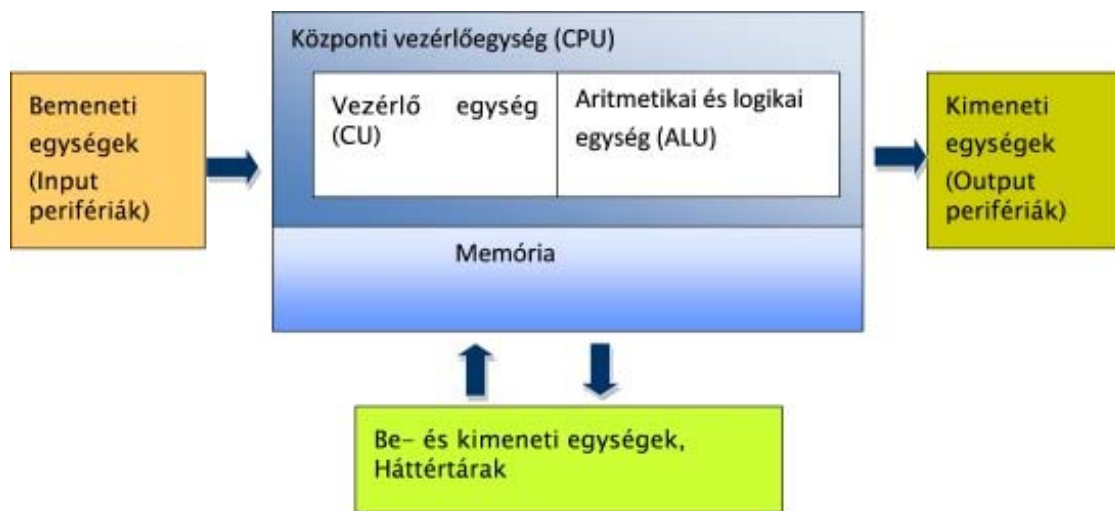 Központi vezérlőegység (CPU)
Bemeneti
egységek
(Input
perifériák)
Vezérlő egység
(CU)
Aritmetikai és logikai
egység (ALU)
Kimeneti
egységek
(Output
perifériák)
Memória
Be- és kimeneti egységek,
Háttértárak